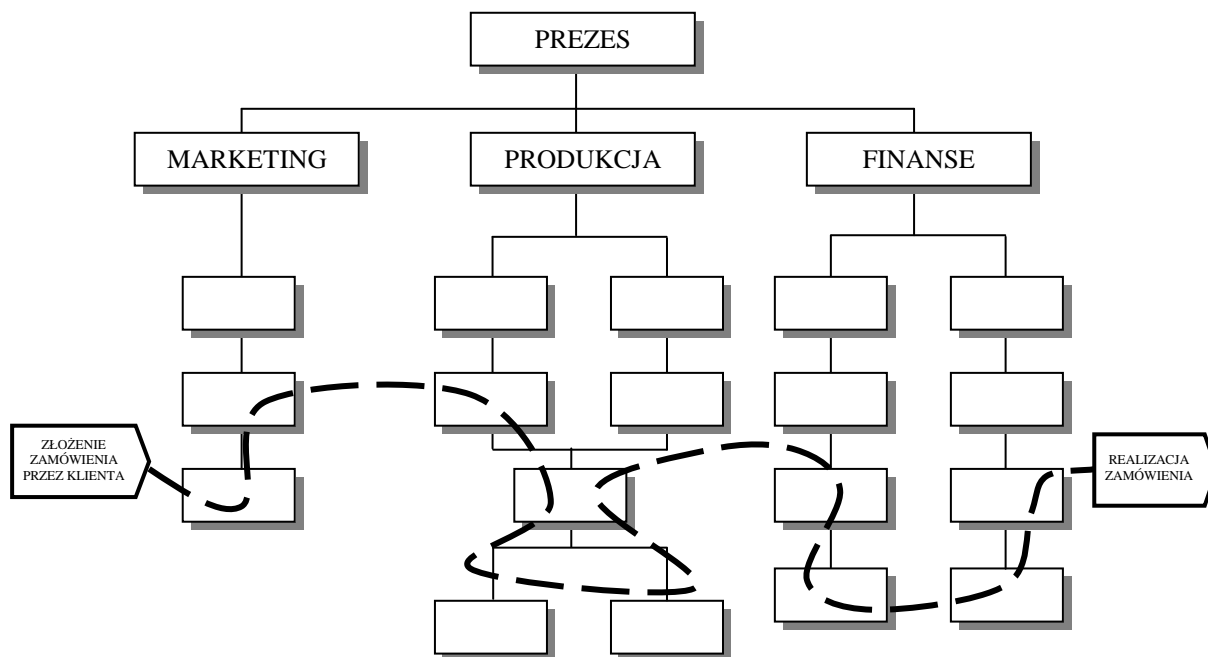 PREZES
MARKETING
PRODUKCJA
FINANSE
ZŁOŻENIE
ZAMÓWIENIA
PRZEZ KLIENTA
REALIZACJA
ZAMÓWIENIA